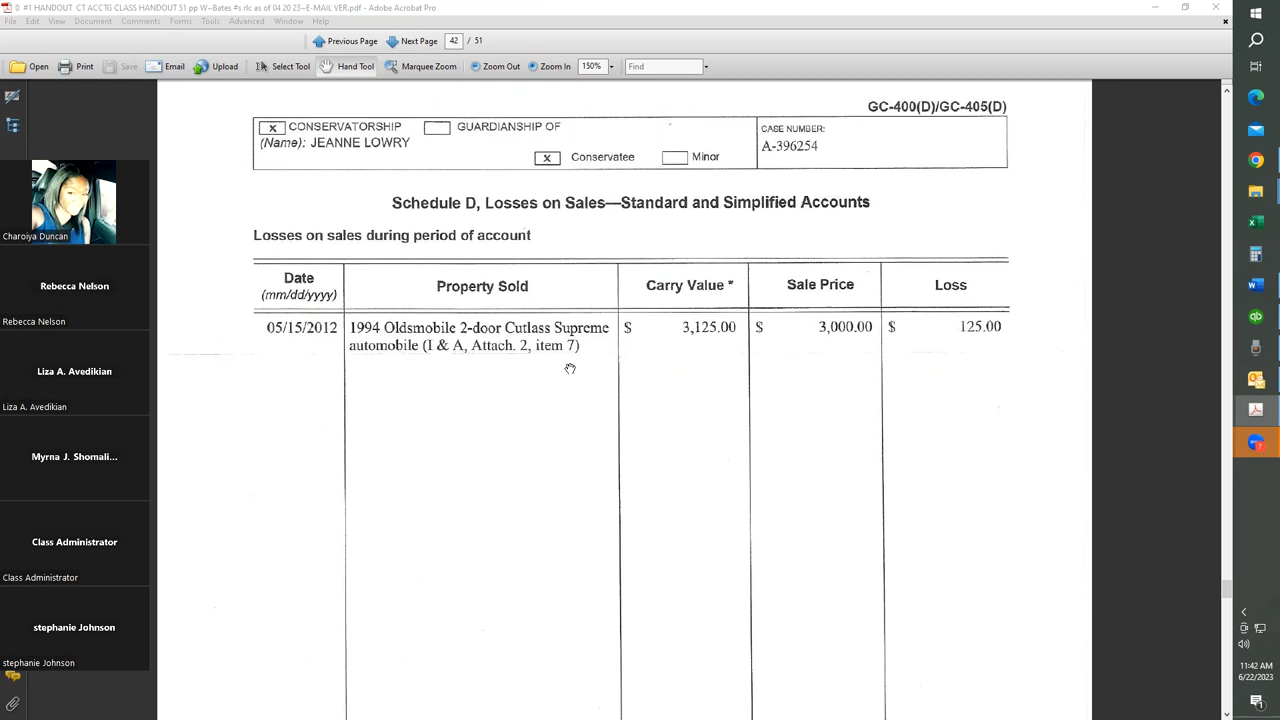 #1 HANDOUT CT ACCTG CLASS HANDOUT 51 pp W~Bates #s rlc as of 04 20 23~E-MAIL VER.pdf - Adobe Acrobat Pro
File Edit View Document Comments Forms Tools Advanced Window Help
Previous Page Next Page 42 / 51
Open Print Save Email Upload Select Tool Hand Tool Marquee Zoom Zoom Out Zoom In 150% Find
GC-400(D)/GC-405(D)
X CONSERVATORSHIP GUARDIANSHIP OF
(Name): JEANNE LOWRY
X Conservatee Minor
CASE NUMBER:
A-396254
Schedule D, Losses on Sales—Standard and Simplified Accounts
Losses on sales during period of account
Date
(mm/dd/yyyy)
Property Sold
Carry Value *
Sale Price
Loss
05/15/2012 1994 Oldsmobile 2-door Cutlass Supreme $ 3,125.00 $ 3,000.00 $ 125.00
automobile (I & A, Attach. 2, item 7)
Charoiya Duncan
Rebecca Nelson
Rebecca Nelson
Liza A. Avedikian
Liza A. Avedikian
Myrna J. Shomali...
Class Administrator
Class Administrator
stephanie Johnson
stephanie Johnson
11:42 AM
6/22/2023